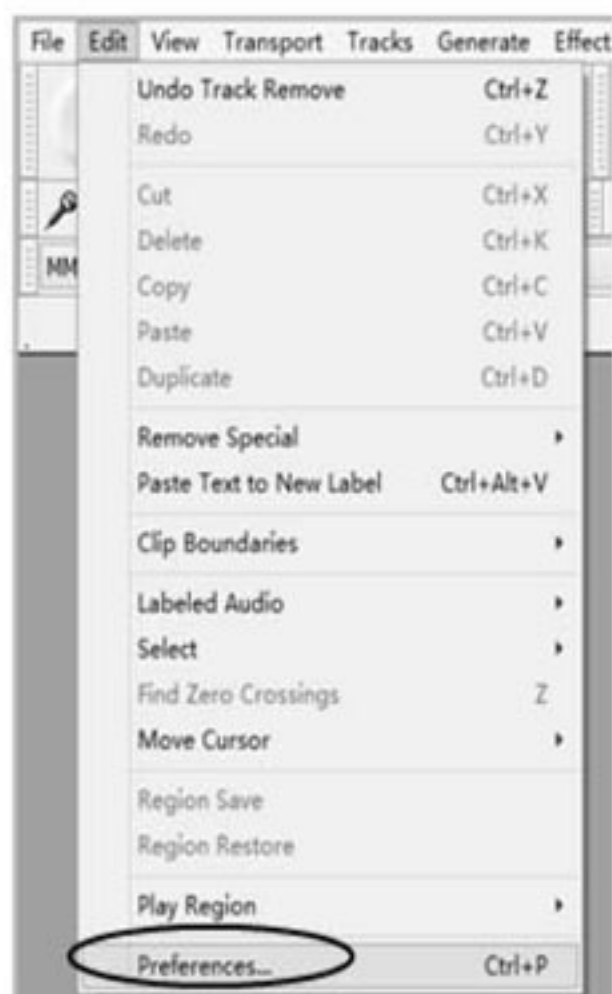 File Edit View Transport Tracks Generate Effect
Undo Track Remove Ctrl+Z
Redo Ctrl+Y
Cut Ctrl+X
Delete Ctrl+K
MM
Copy Ctrl+C
Paste Ctrl+V
Duplicate Ctrl+D
Remove Special
Paste Text to New Label Ctrl+Alt+V
Clip Boundaries
Labeled Audio
Select
Find Zero Crossings Z
Move Cursor
Region Save
Region Restore
Play Region
Preferences... Ctrl+P